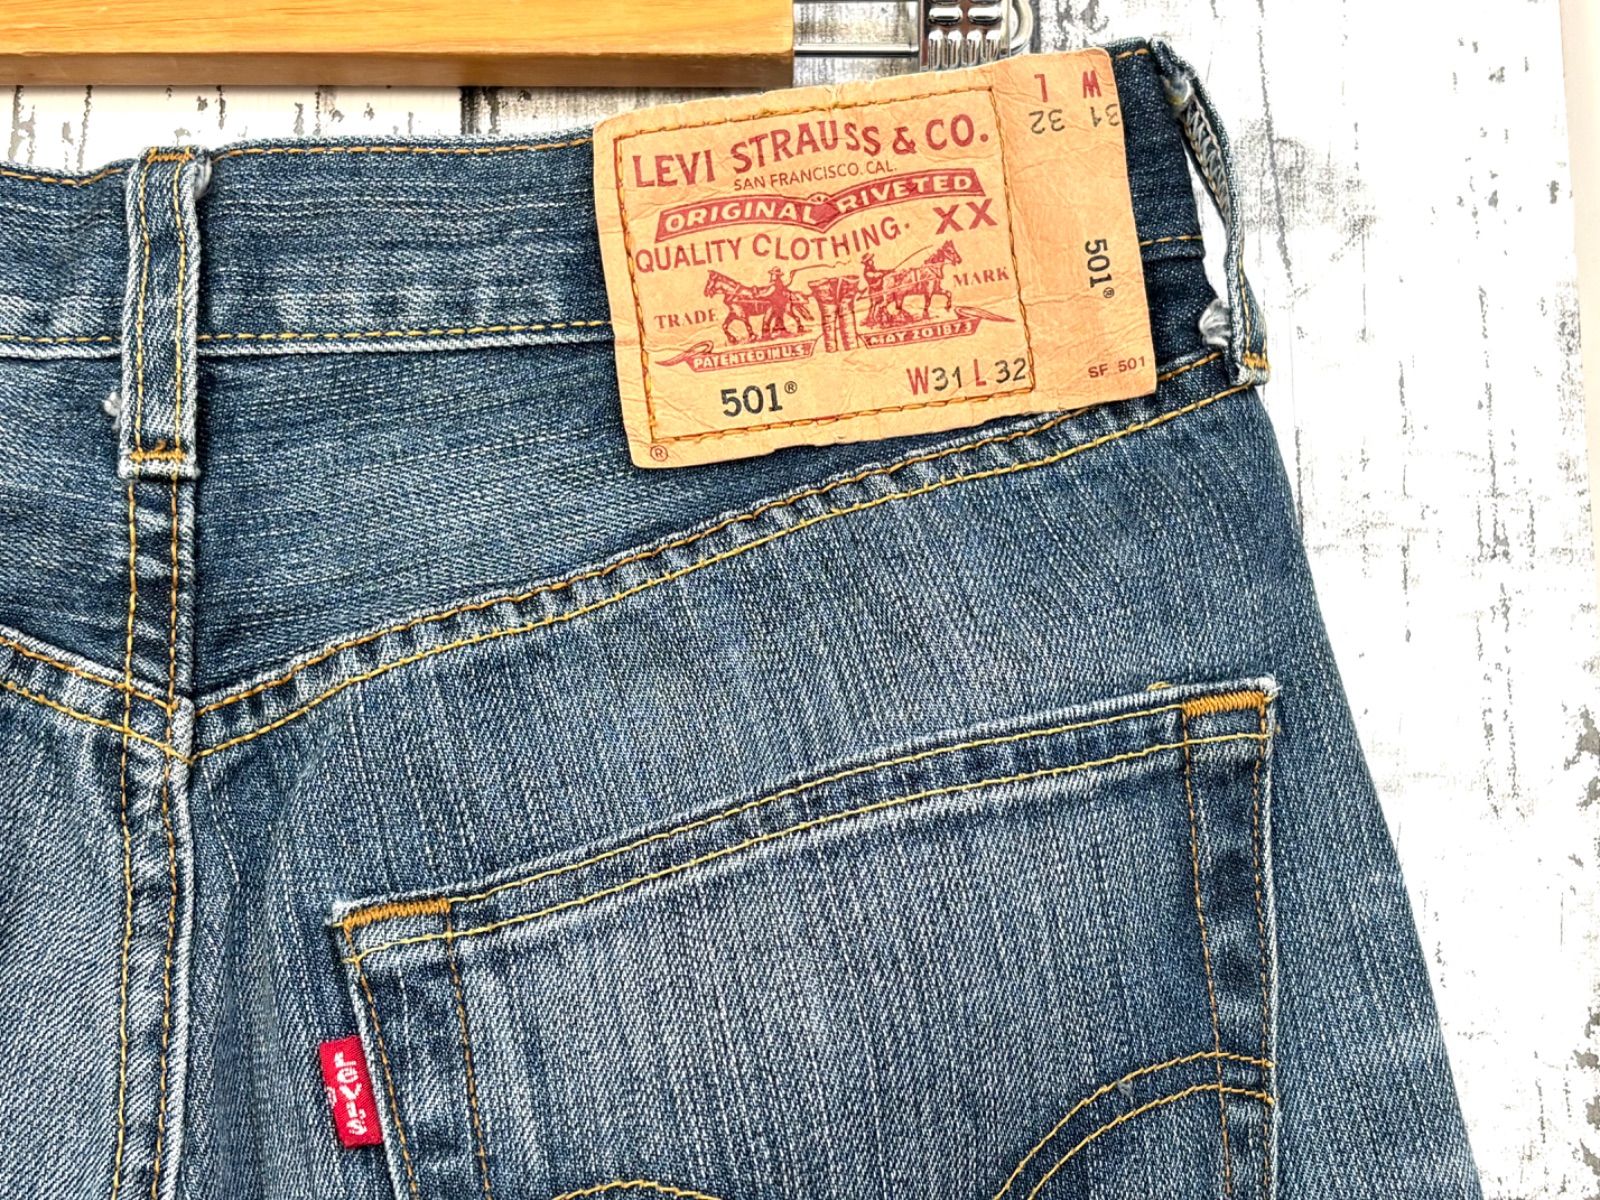 LEVI STRAUSS & CO.
SAN FRANCISCO. CAL.
ORIGINAL RIVETED
QUALITY CLOTHING. XX
TRADE MARK
PATENTED IN U.S. MAY 20 1873
501® W31 L 32
®
W L
31 32
501®
SF 501
LEVI'S